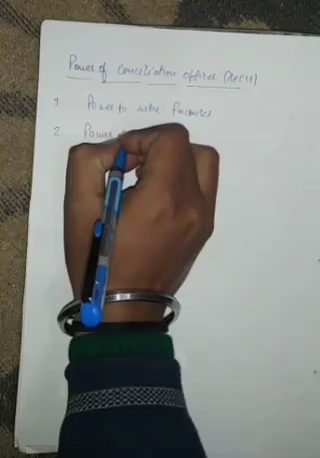 Power of Conciliation officer (Sec 11)
1 Power to enter Premises
2. Power